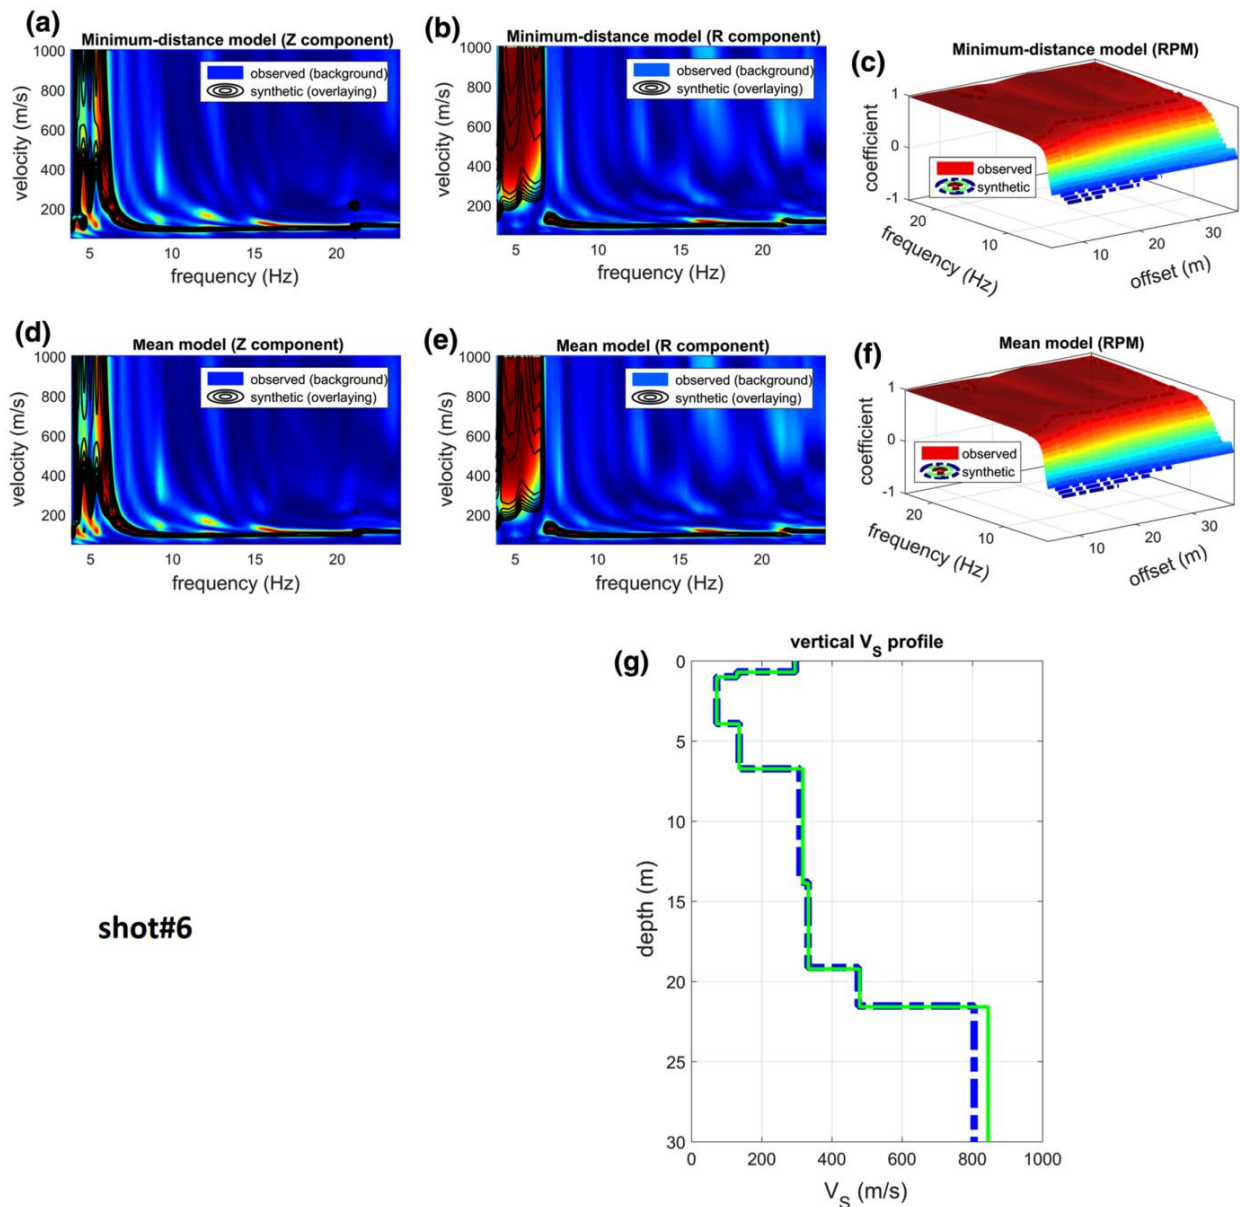 (a)
Minimum-distance model (Z component)
1000
800
600
400
200
velocity (m/s)
observed (background)
synthetic (overlaying)
5
10
15
20
frequency (Hz)
(b)
Minimum-distance model (R component)
1000
800
600
400
200
velocity (m/s)
observed (background)
synthetic (overlaying)
5
10
15
20
frequency (Hz)
(c)
Minimum-distance model (RPM)
1
0
-1
coefficient
observed
synthetic
20
10
frequency (Hz)
10
20
30
offset (m)
(d)
Mean model (Z component)
1000
800
600
400
200
velocity (m/s)
observed (background)
synthetic (overlaying)
5
10
15
20
frequency (Hz)
(e)
Mean model (R component)
1000
800
600
400
200
velocity (m/s)
observed (background)
synthetic (overlaying)
5
10
15
20
frequency (Hz)
(f)
Mean model (RPM)
1
0
-1
coefficient
observed
synthetic
20
10
frequency (Hz)
10
20
30
offset (m)
shot#6
(g)
vertical VS profile
0
5
10
15
20
25
30
depth (m)
0
200
400
600
800
1000
VS (m/s)